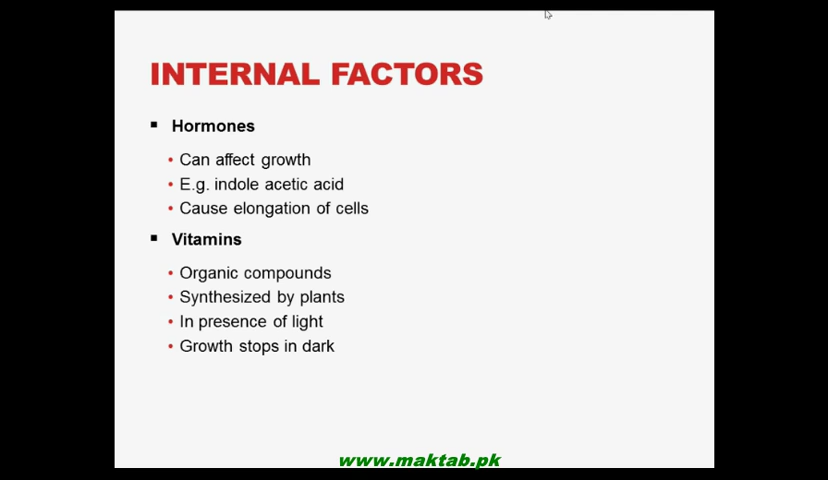 INTERNAL FACTORS
▪ Hormones
• Can affect growth
• E.g. indole acetic acid
• Cause elongation of cells
▪ Vitamins
• Organic compounds
• Synthesized by plants
• In presence of light
• Growth stops in dark
www.maktab.pk